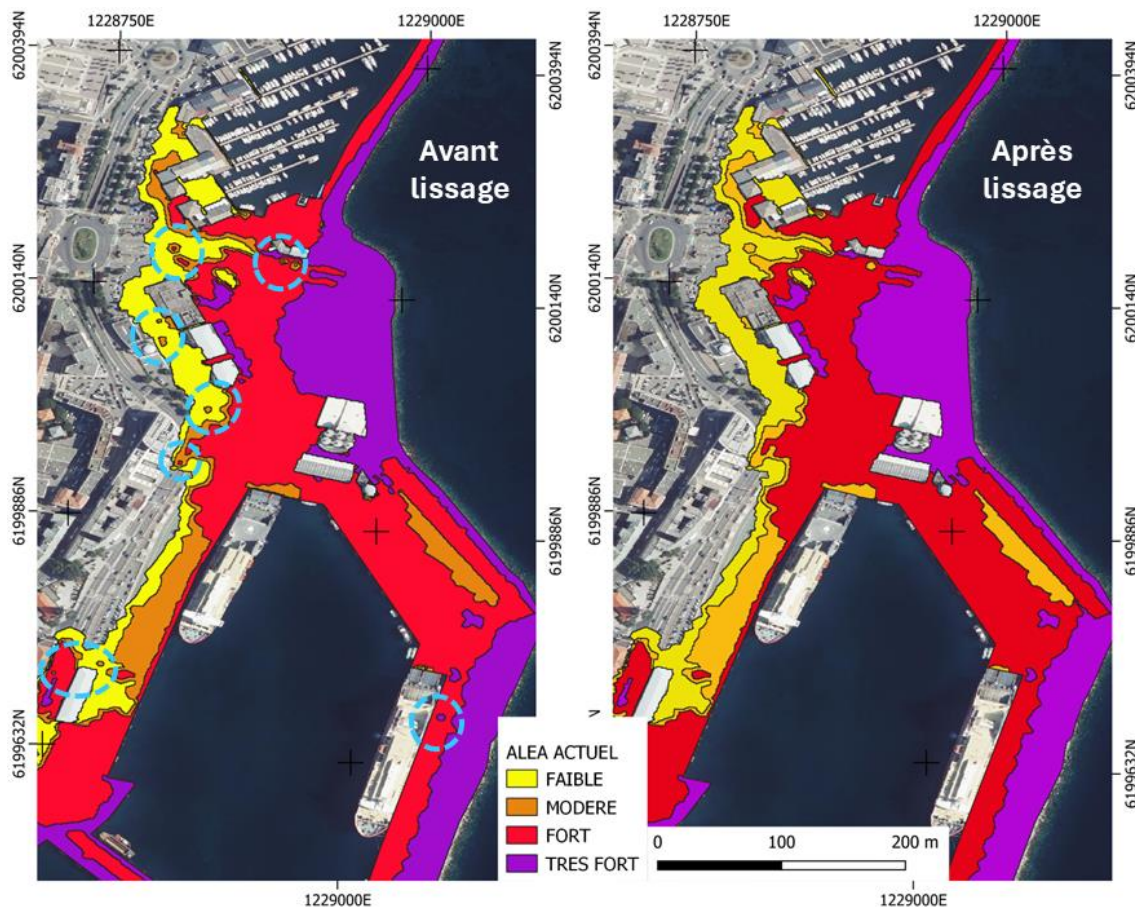 1228750E 1229000E 1228750E 1229000E
6200394N 6200394N 6200394N 6200394N
Avant
lissage
Après
lissage
6200140N 6200140N 6200140N 6200140N
6199886N 6199886N 6199886N 6199886N
6199632N N 6199632N
ALEA ACTUEL
FAIBLE
MODERE
FORT
TRES FORT
0 100 200 m
1229000E 1229000E